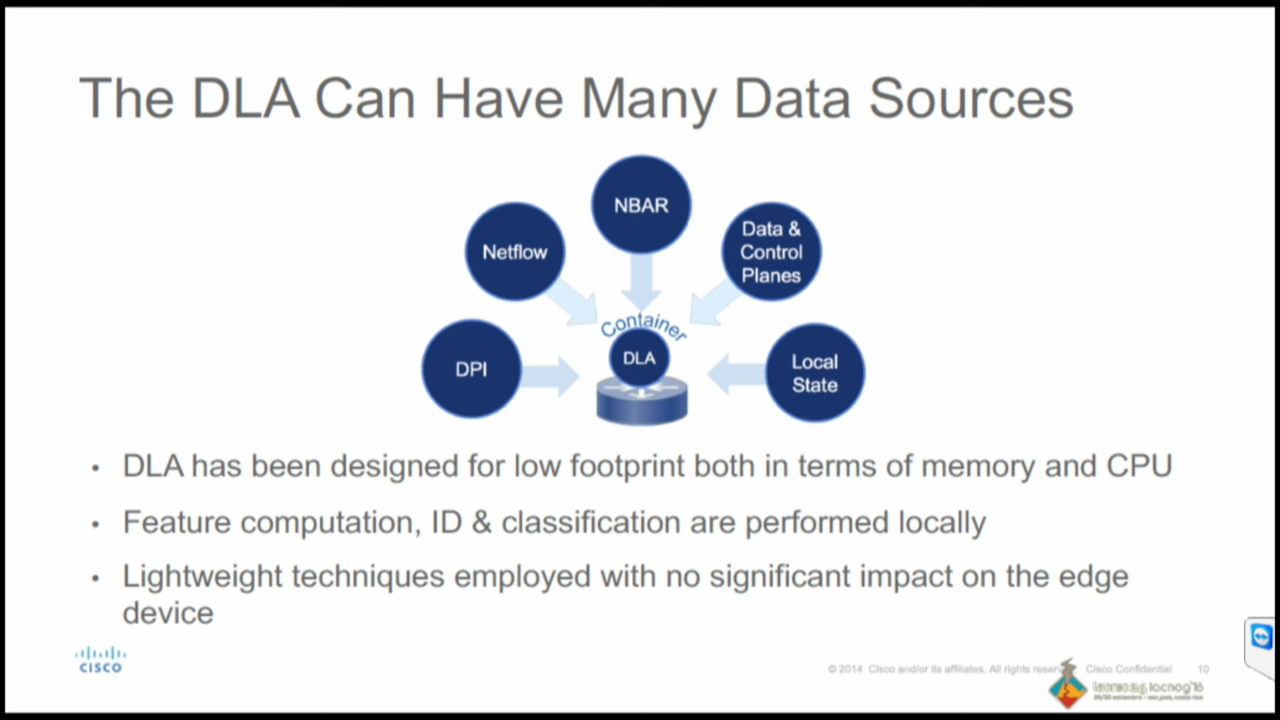 The DLA Can Have Many Data Sources
NBAR
Netflow
Data &
Control
Planes
Container
DLA
DPI
Local
State
• DLA has been designed for low footprint both in terms of memory and CPU
• Feature computation, ID & classification are performed locally
• Lightweight techniques employed with no significant impact on the edge
device
CISCO
© 2014 Cisco and/or its affiliates. All rights reser
Cisco Confidential
10
lacnog'16